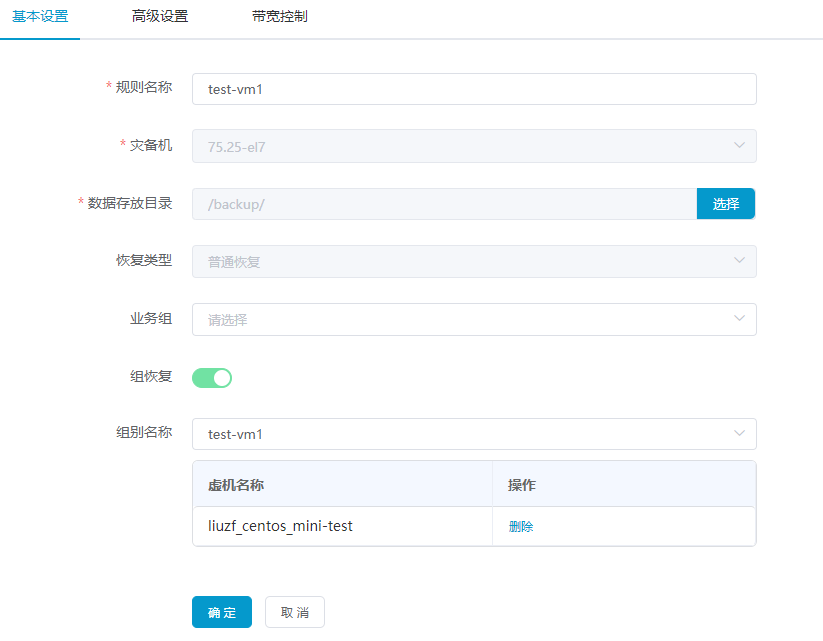 基本设置 高级设置 带宽控制
* 规则名称 test-vm1
* 灾备机 75.25-el7
* 数据存放目录 /backup/ 选择
恢复类型 普通恢复
业务组 请选择
组恢复
组别名称 test-vm1
虚机名称 操作
liuzf_centos_mini-test 删除
确 定 取 消